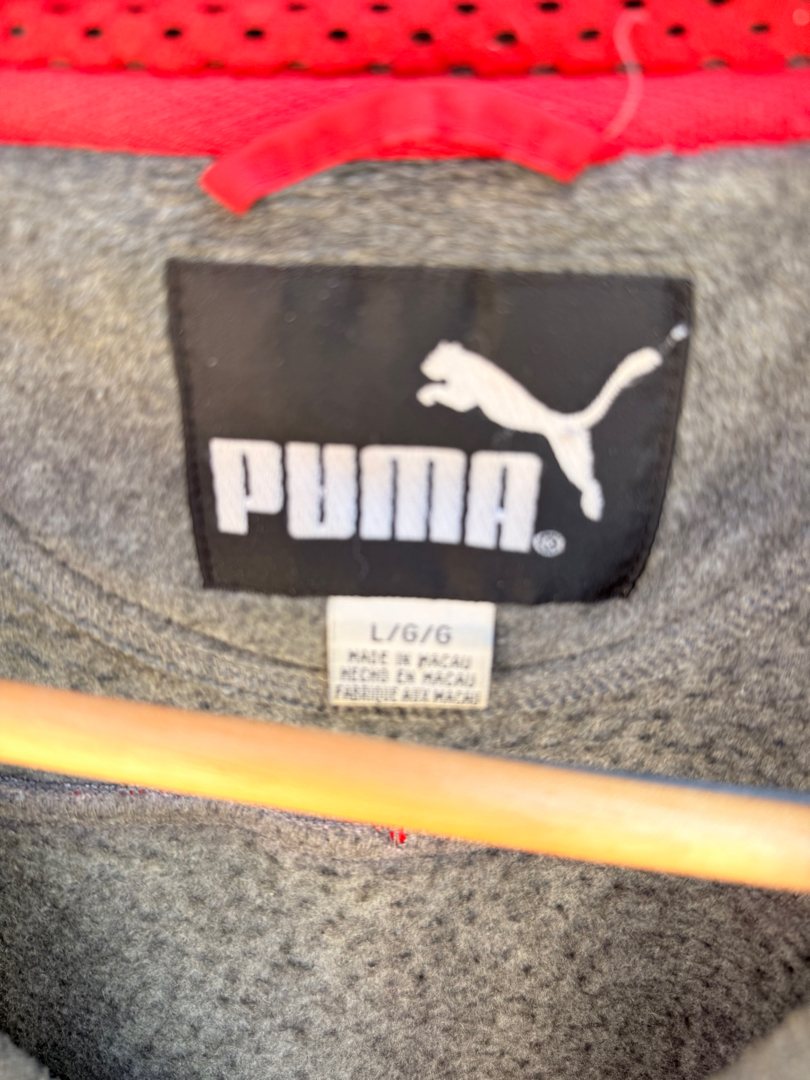 PUMA®
L/G/G
MADE IN MACAU
HECHO EN MACAU
FABRIQUE AUX MACAU